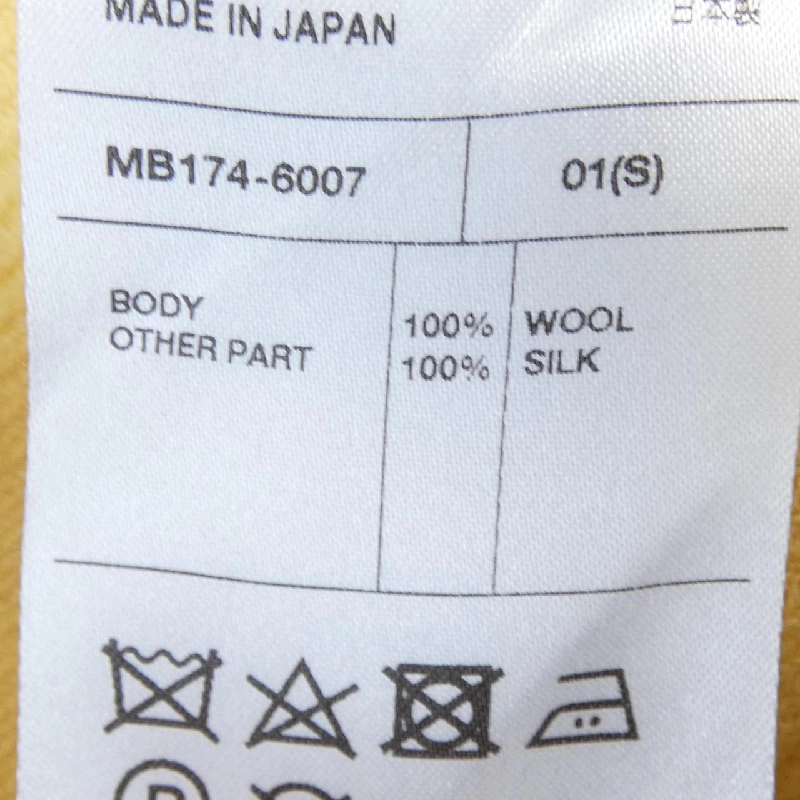 MADE IN JAPAN 日本製
MB174-6007 01(S)
BODY 100% WOOL
OTHER PART 100% SILK
P